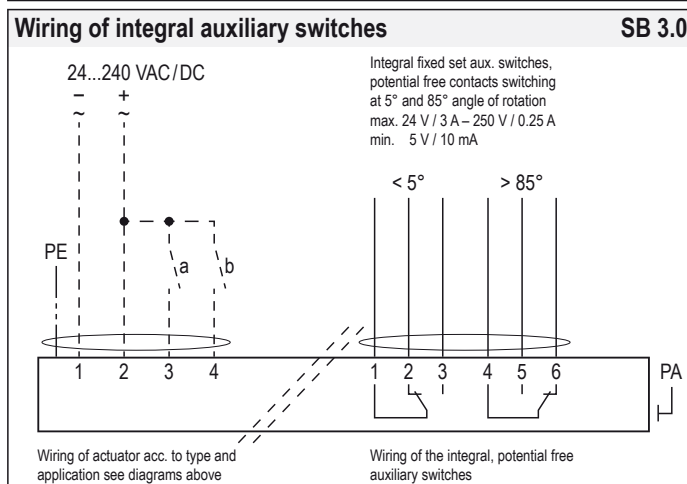 Wiring of integral auxiliary switches SB 3.0
24...240 VAC/DC
– +
~ ~
Integral fixed set aux. switches,
potential free contacts switching
at 5° and 85° angle of rotation
max. 24 V / 3 A – 250 V / 0.25 A
min. 5 V / 10 mA
< 5° > 85°
PE
a b
1 2 3 4 1 2 3 4 5 6 PA
Wiring of actuator acc. to type and
application see diagrams above
Wiring of the integral, potential free
auxiliary switches